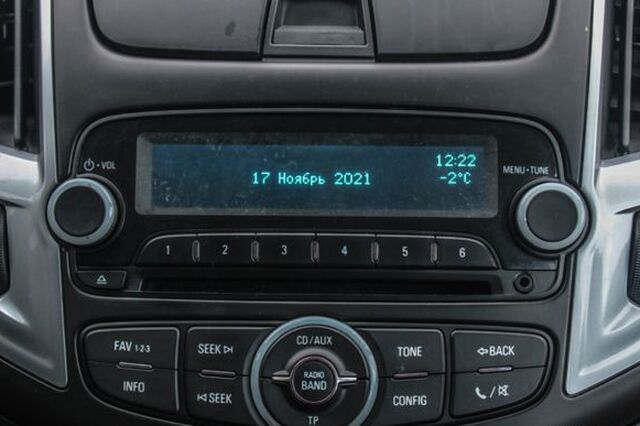 12:22
17 Ноябрь 2021 -2°C
VOL MENU•TUNE
1 2 3 4 5 6
FAV 1-2-3 SEEK CD/AUX TONE BACK
RADIO
BAND
INFO SEEK CONFIG
TP